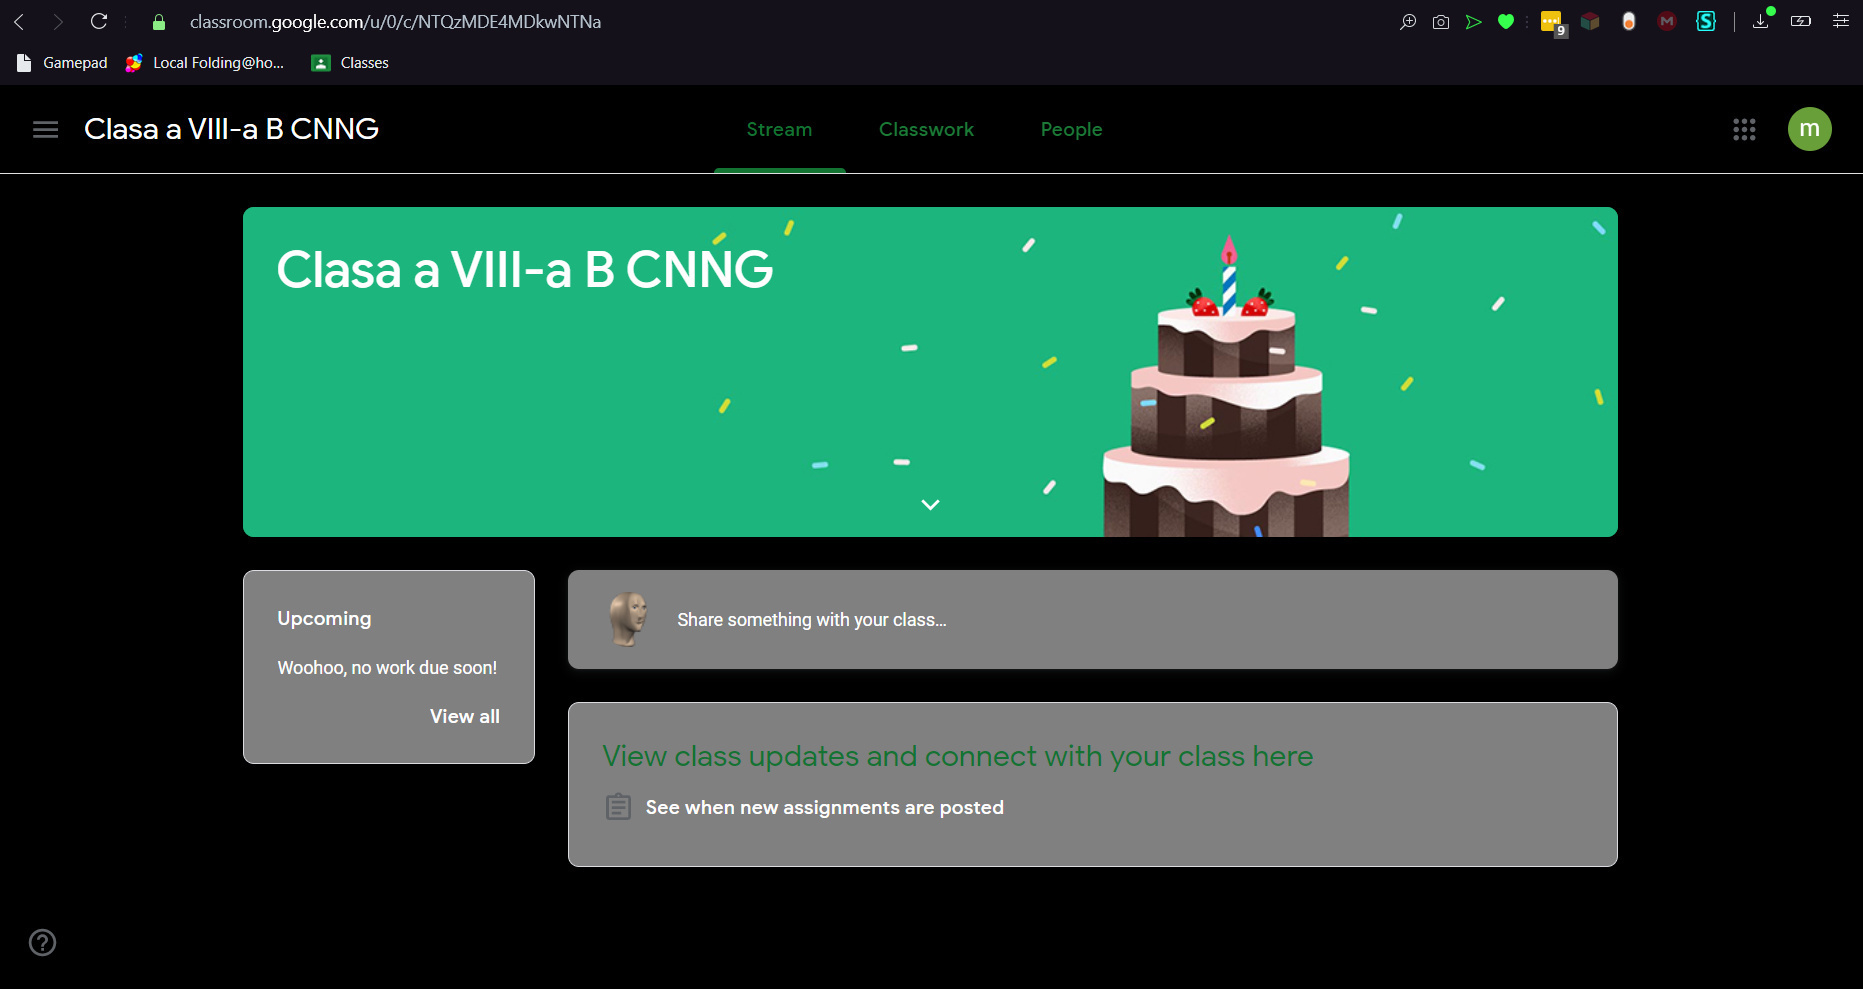 classroom.google.com/u/0/c/NTQzMDE4MDkwNTNa
9
M
S
Gamepad
Local Folding@ho...
Classes
Clasa a VIII-a B CNNG
Stream
Classwork
People
m
Clasa a VIII-a B CNNG
Upcoming
Woohoo, no work due soon!
View all
Share something with your class...
View class updates and connect with your class here
See when new assignments are posted